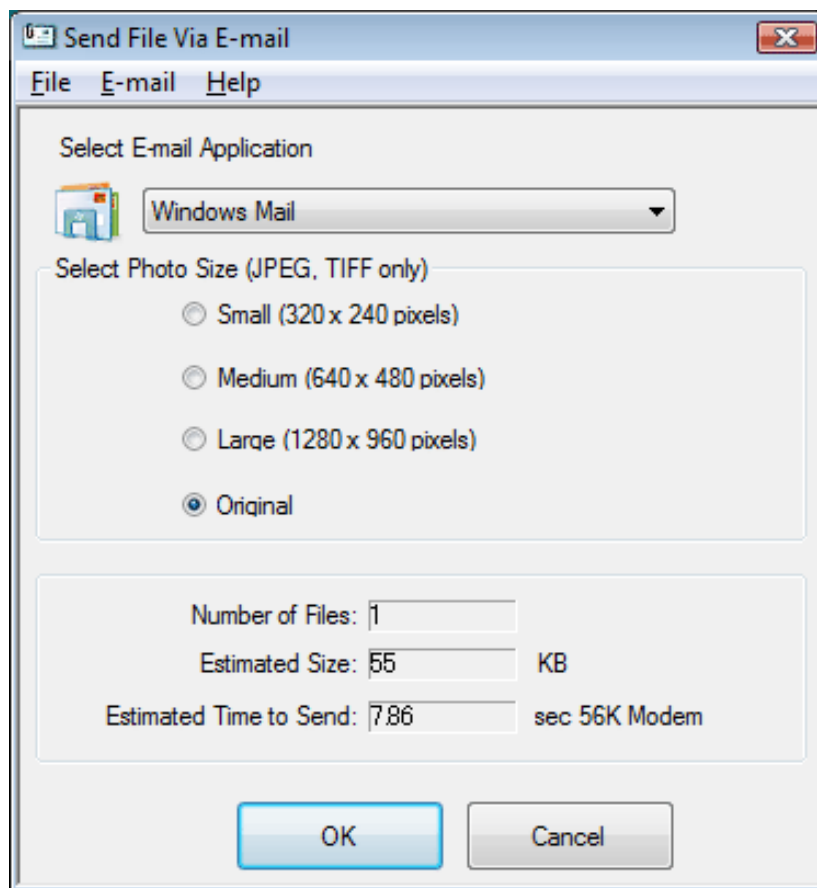 Send File Via E-mail
File E-mail Help
Select E-mail Application
Windows Mail
Select Photo Size (JPEG, TIFF only)
Small (320 x 240 pixels)
Medium (640 x 480 pixels)
Large (1280 x 960 pixels)
Original
Number of Files: 1
Estimated Size: 55 KB
Estimated Time to Send: 7.86 sec 56K Modem
OK Cancel